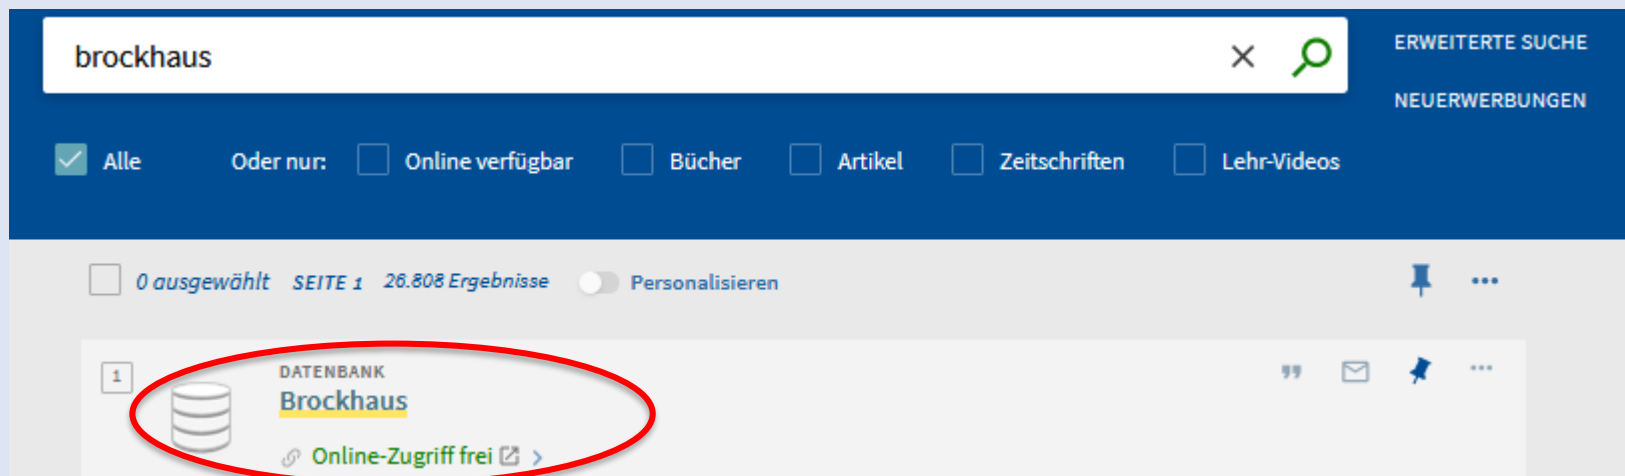 brockhaus
ERWEITERTE SUCHE
NEUERWERBUNGEN
Alle Oder nur: Online verfügbar Bücher Artikel Zeitschriften Lehr-Videos
0 ausgewählt SEITE 1 26.808 Ergebnisse Personalisieren
1
DATENBANK
Brockhaus
Online-Zugriff frei